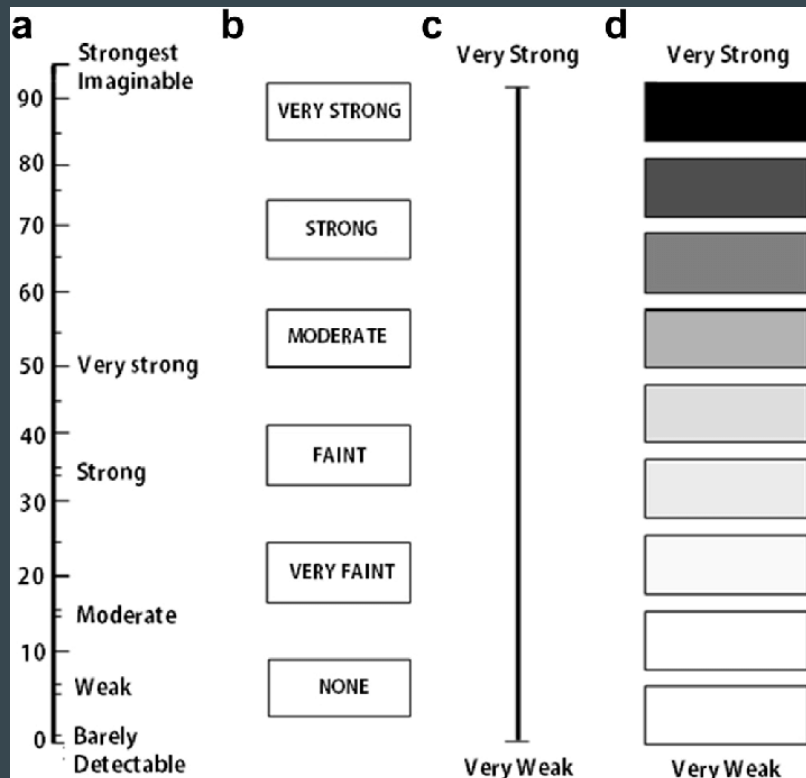 a
Strongest
Imaginable
90
80
70
60
50
Very strong
40
Strong
30
20
Moderate
10
Weak
0
Barely
Detectable
b
VERY STRONG
STRONG
MODERATE
FAINT
VERY FAINT
NONE
c
Very Strong
Very Weak
d
Very Strong
Very Weak